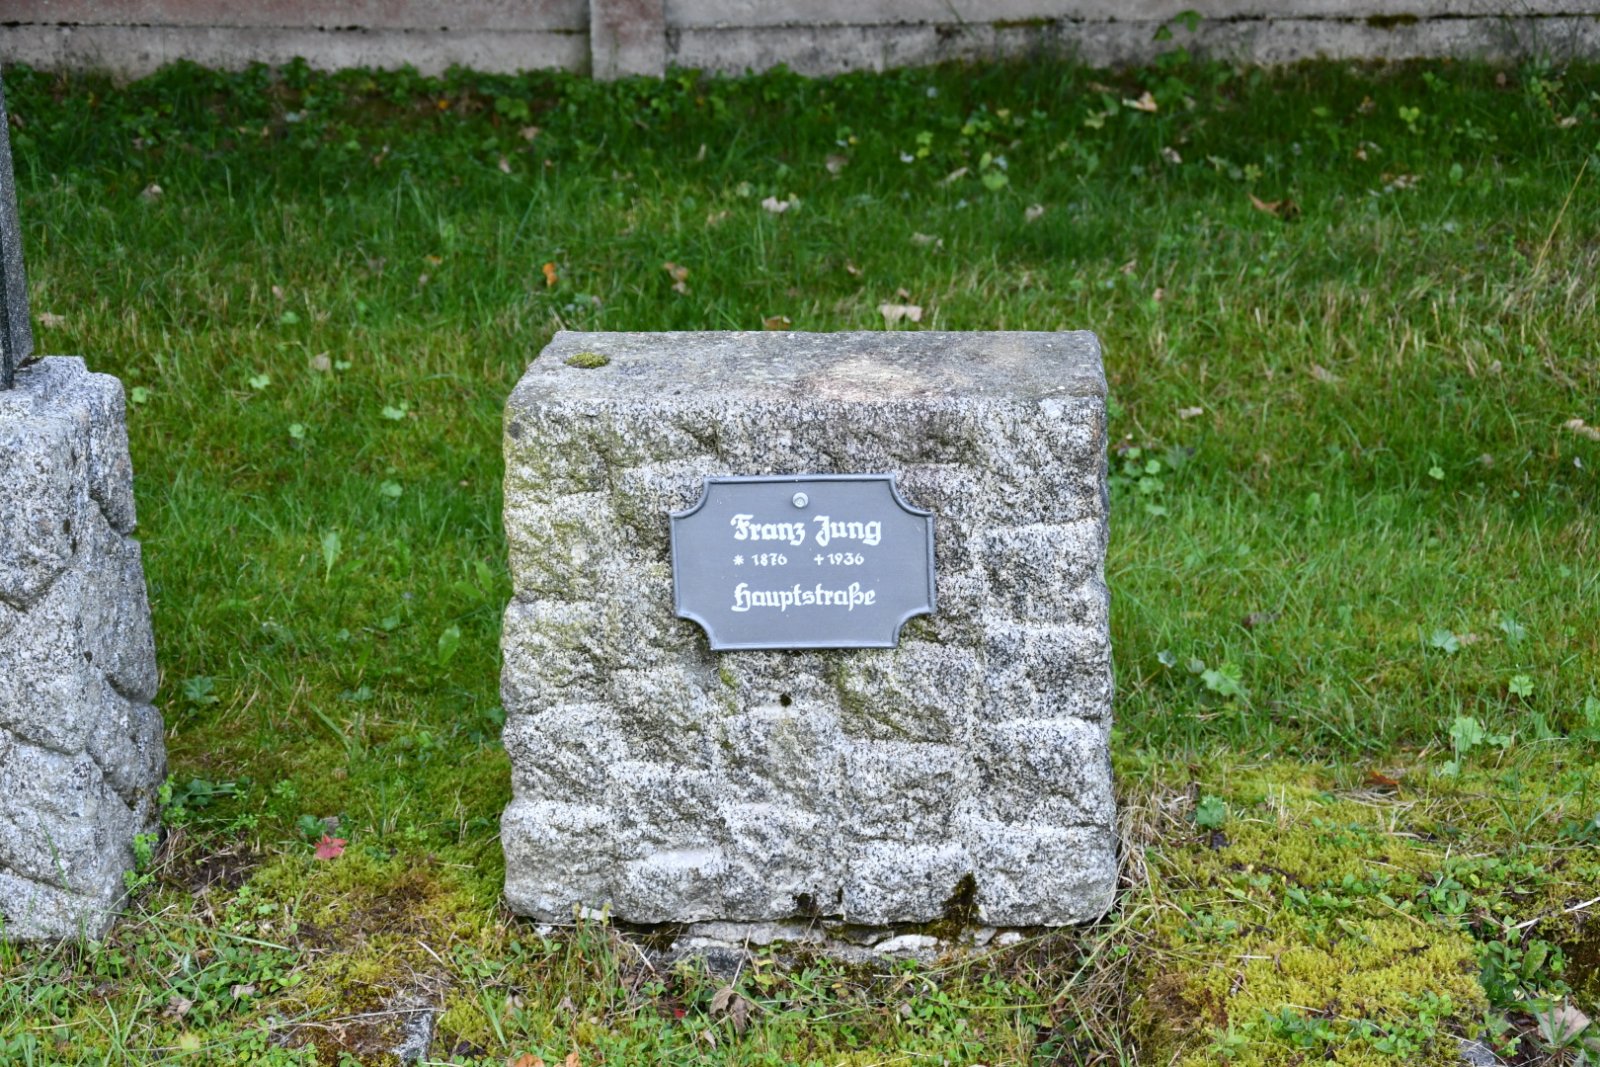 Franz Jung
* 1876 + 1936
Hauptstraße